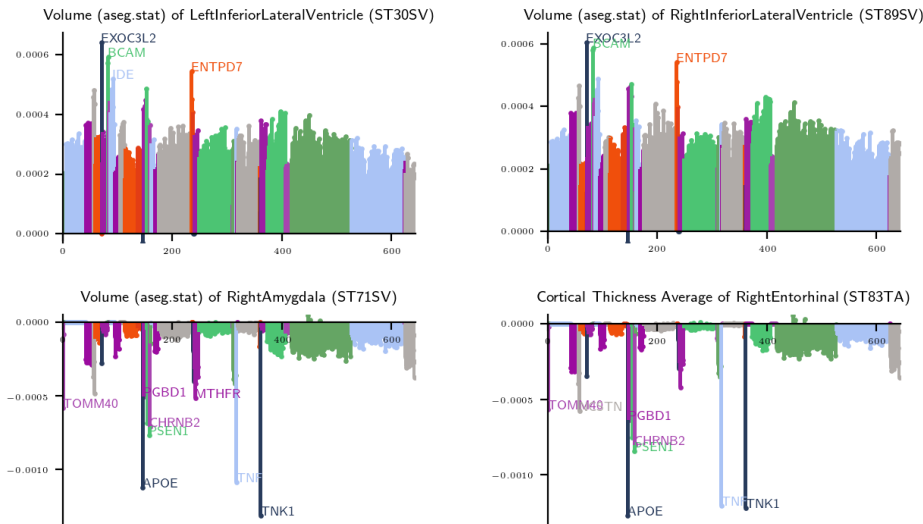 Volume (aseg.stat) of LeftInferiorLateralVentricle (ST30SV)
EXOC3L2
BCAM
IDE
ENTPD7
0.0006
0.0004
0.0002
0.0000
0
200
400
600
Volume (aseg.stat) of RightInferiorLateralVentricle (ST89SV)
EXOC3L2
BCAM
ENTPD7
0.0006
0.0004
0.0002
0.0000
0
200
400
600
Volume (aseg.stat) of RightAmygdala (ST71SV)
0.0000
0
200
400
600
−0.0005
−0.0010
TOMM40
PGBD1
MTHFR
CHRNB2
PSEN1
APOE
TNF
TNK1
Cortical Thickness Average of RightEntorhinal (ST83TA)
0.0000
0
200
400
600
−0.0005
−0.0010
TOMM40
PGBD1
CHRNB2
PSEN1
APOE
TNF
TNK1